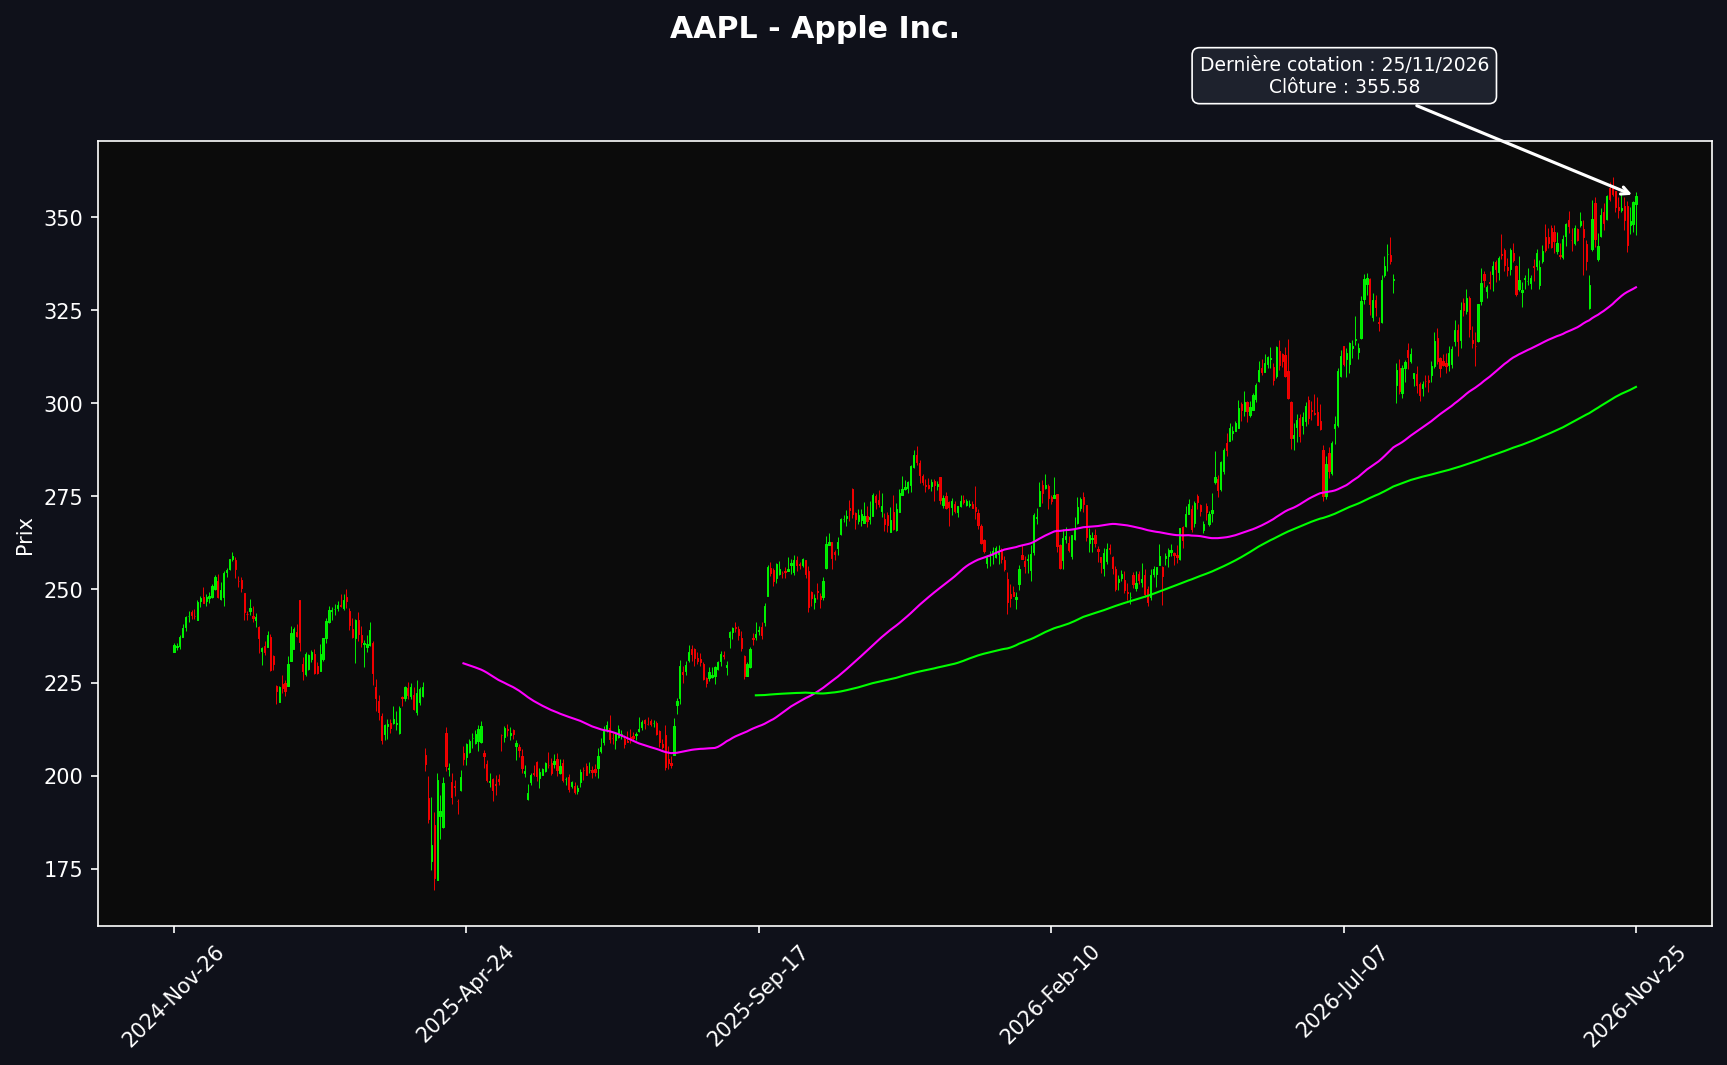 AAPL - Apple Inc.
Dernière cotation : 25/11/2026
Clôture : 355.58
Prix
350
325
300
275
250
225
200
175
2024-Nov-26
2025-Apr-24
2025-Sep-17
2026-Feb-10
2026-Jul-07
2026-Nov-25